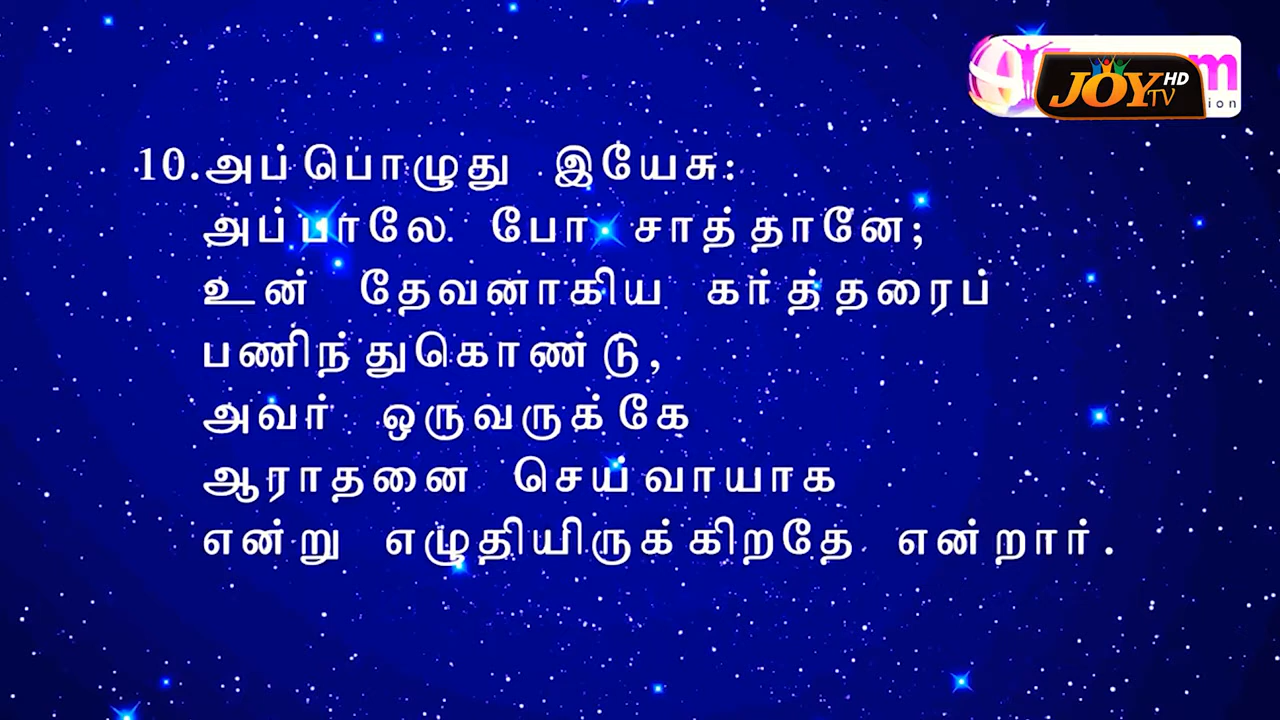 JOY TV HD
10.அப்பொழுது இயேசு:
அப்பாலே போ சாத்தானே;
உன் தேவனாகிய கர்த்தரைப்
பணிந்துகொண்டு,
அவர் ஒருவருக்கே
ஆராதனை செய்வாயாக
என்று எழுதியிருக்கிறதே என்றார்.